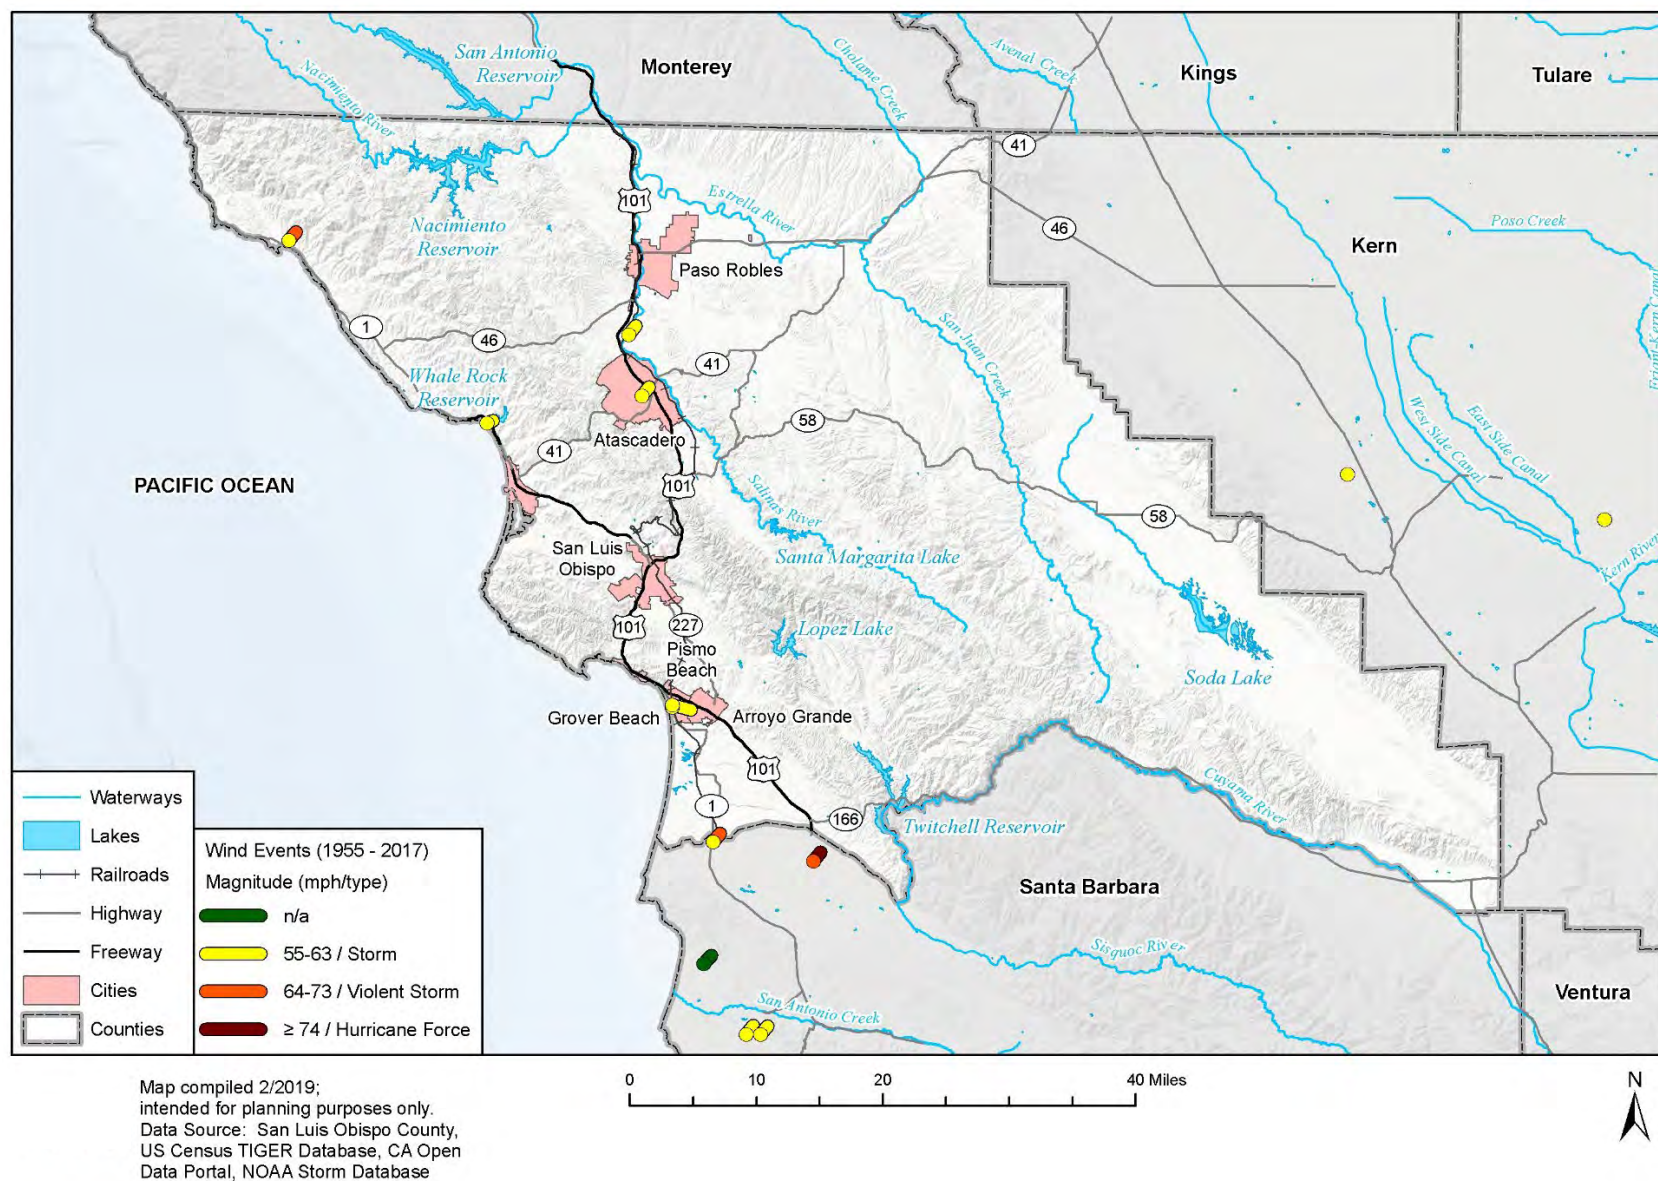 San Antonio
Reservoir
Monterey
Cholame Creek
Avenal Creek
Kings
Tulare
Nacimiento River
41
101
Estrella River
Poso Creek
Nacimiento
Reservoir
46
Kern
Paso Robles
1
46
San Juan Creek
41
Whale Rock
Reservoir
58
Atascadero
41
West Side Canal
East Side Canal
Friant-Kern Canal
PACIFIC OCEAN
101
Salinas River
58
San Luis
Obispo
Santa Margarita Lake
Kern River
101
227
Lopez Lake
Pismo
Beach
Soda Lake
Grover Beach
Arroyo Grande
101
Cuyama River
1
166
Twitchell Reservoir
Santa Barbara
Sisquoc River
San Antonio Creek
Ventura
Waterways
Lakes
Railroads
Highway
Freeway
Cities
Counties
Wind Events (1955 - 2017)
Magnitude (mph/type)
n/a
55-63 / Storm
64-73 / Violent Storm
≥ 74 / Hurricane Force
Map compiled 2/2019;
intended for planning purposes only.
Data Source: San Luis Obispo County,
US Census TIGER Database, CA Open
Data Portal, NOAA Storm Database
0 10 20 40 Miles
N